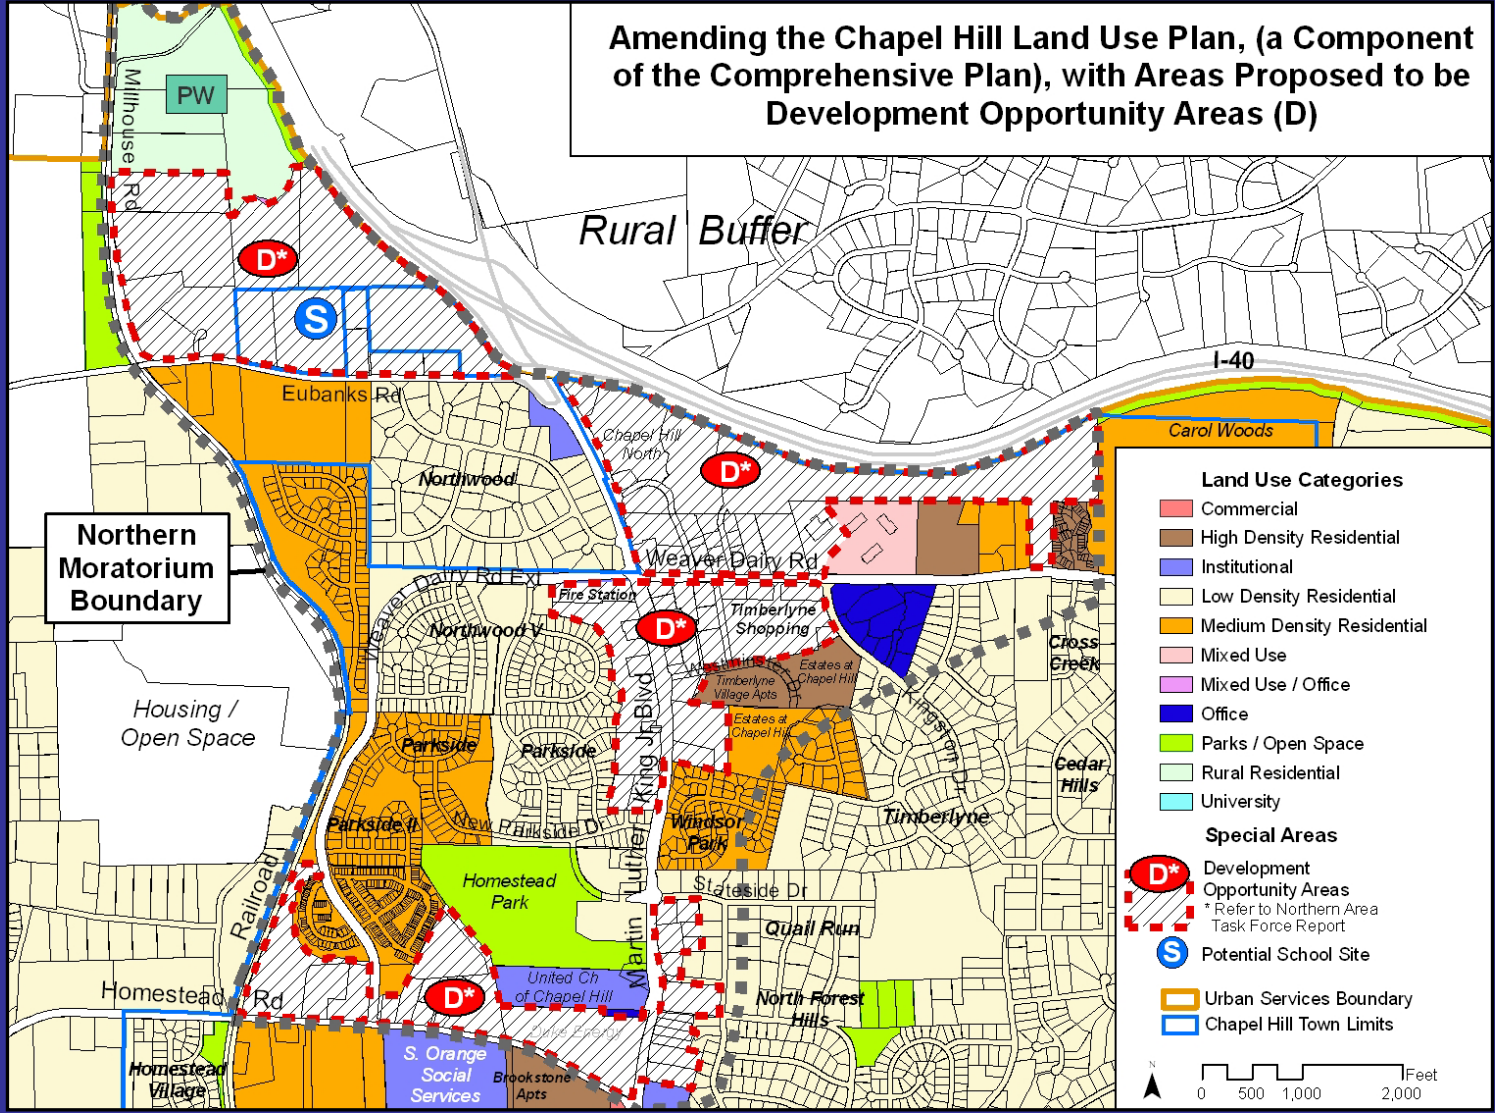 Amending the Chapel Hill Land Use Plan, (a Component
of the Comprehensive Plan), with Areas Proposed to be
Development Opportunity Areas (D)
PW
Millhouse Rd
Rural Buffer
D*
S
I-40
Eubanks Rd
Carol Woods
Chapel Hill
North
D*
Northwood
Northern
Moratorium
Boundary
Weaver Dairy Rd
Weaver Dairy Rd Ext
Fire Station
Timberlyne
Shopping
D*
Northwood V
Cross
Creek
Westminster Dr
Estates at
Chapel Hill
Timberlyne
Village Apts
Kingston Dr
Housing /
Open Space
Estates at
Chapel Hill
Parkside
Parkside
Martin Luther King Jr Blvd
Cedar
Hills
Parkside II
New Parkside Dr
Windsor
Park
Timberlyne
Railroad
Homestead
Park
Stateside Dr
Quail Run
United Ch
of Chapel Hill
D*
Homestead Rd
North Forest
Hills
Duke Energy
Homestead
Village
S. Orange
Social
Services
Brookstone
Apts
Land Use Categories
Commercial
High Density Residential
Institutional
Low Density Residential
Medium Density Residential
Mixed Use
Mixed Use / Office
Office
Parks / Open Space
Rural Residential
University
Special Areas
D*
Development
Opportunity Areas
* Refer to Northern Area
Task Force Report
S
Potential School Site
Urban Services Boundary
Chapel Hill Town Limits
N
Feet
0 500 1,000 2,000